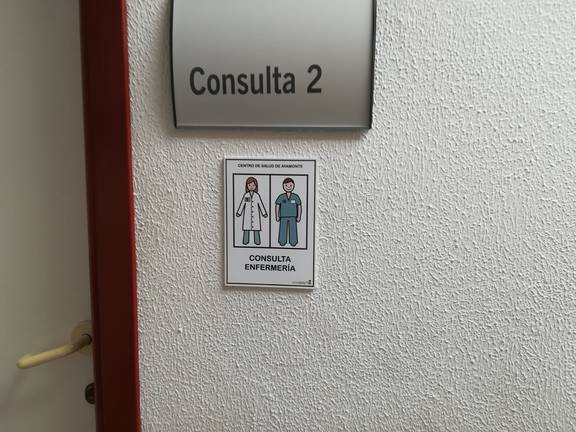 Consulta 2
CENTRO DE SALUD DE AYAMONTE
CONSULTA
ENFERMERÍA